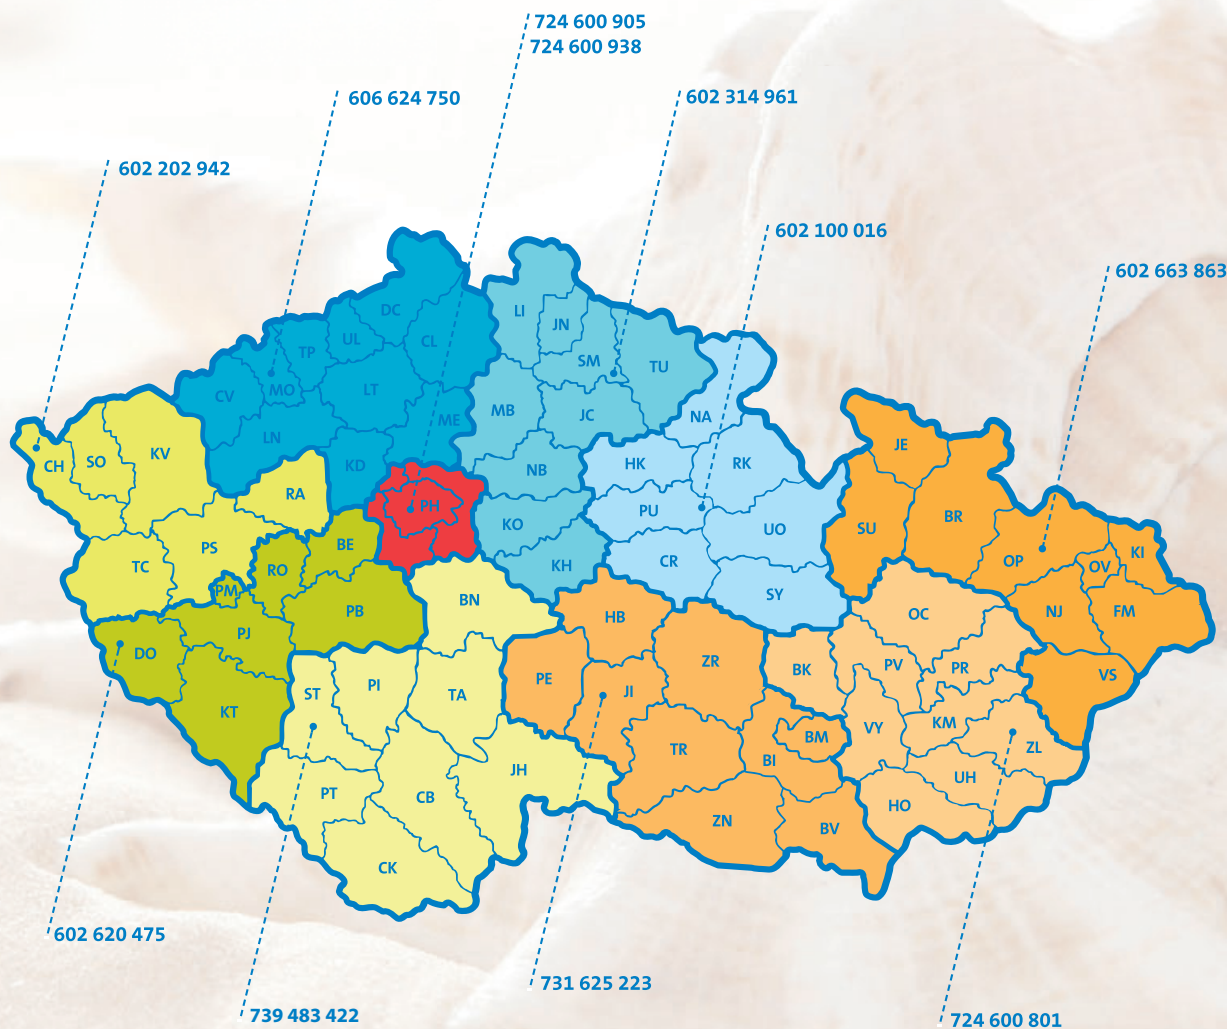 724 600 905
724 600 938
606 624 750
602 314 961
602 202 942
602 100 016
602 663 863
DC
LI
JN
UL
CL
TP
SM
TU
CV
MO
LT
MB
JC
NA
ME
LN
JE
KV
SO
CH
KD
NB
HK
RK
RA
PH
PU
BR
KO
UO
SU
BE
PS
KI
OP
OV
TC
RO
KH
CR
PM
SY
BN
PB
HB
OC
NJ
FM
PJ
DO
ZR
PV
PR
BK
VS
PE
PI
ST
TA
JI
KT
KM
VY
BM
TR
ZL
BI
JH
UH
PT
CB
HO
ZN
BV
CK
602 620 475
731 625 223
739 483 422
724 600 801